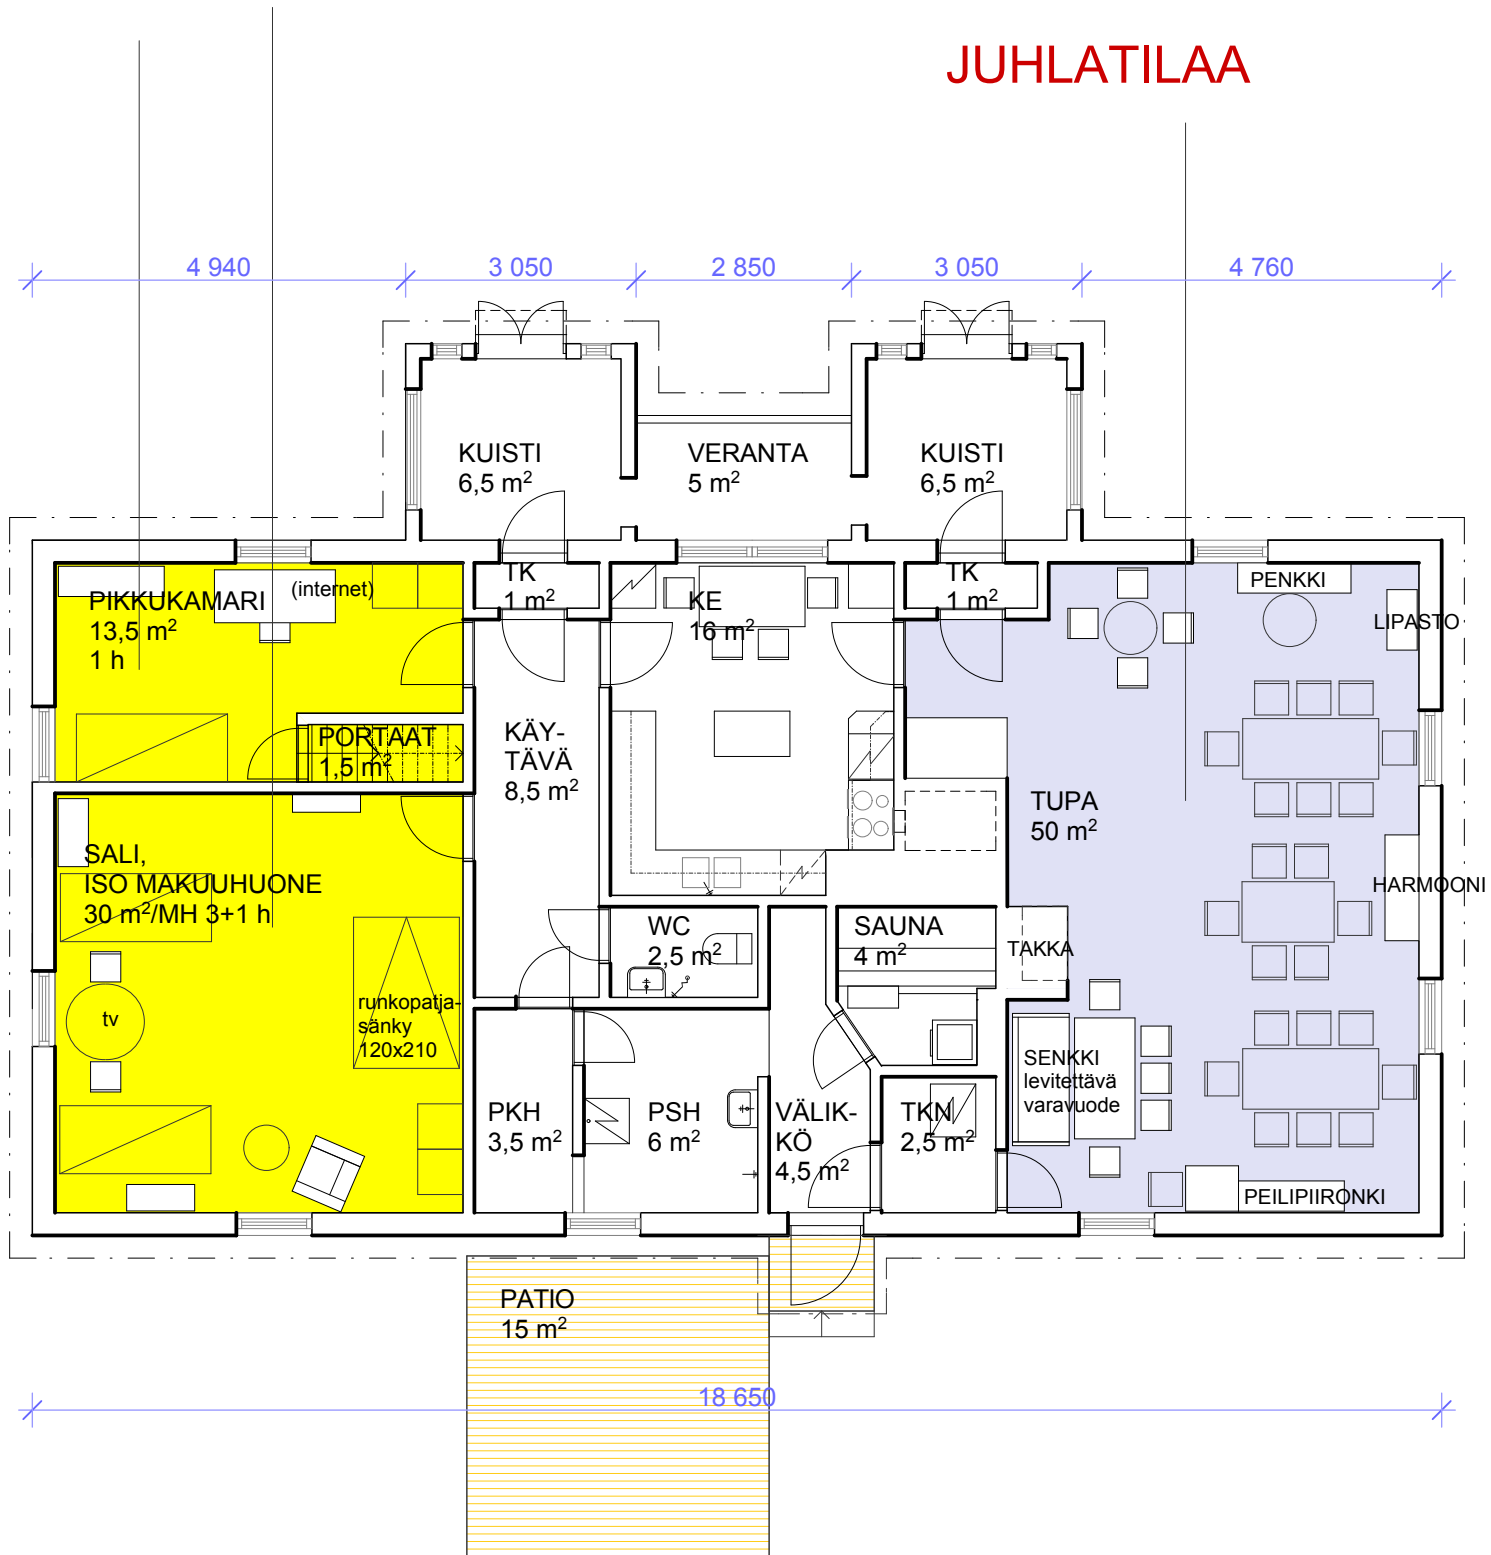 JUHLATILAA
4 940
3 050
2 850
3 050
4 760
KUISTI
6,5 m²
VERANTA
5 m²
KUISTI
6,5 m²
PIKKUKAMARI
13,5 m²
1 h
(internet)
TK
1 m²
KE
16 m²
TK
1 m²
PENKKI
LIPASTO
PORTAAT
1,5 m²
KÄY-
TÄVÄ
8,5 m²
TUPA
50 m²
SALI,
ISO MAKUUHUONE
30 m²/MH 3+1 h
HARMOONI
WC
2,5 m²
SAUNA
4 m²
TAKKA
tv
runkopatja-
sänky
120x210
SENKKI
levitettävä
varavuode
PKH
3,5 m²
PSH
6 m²
VÄLIK-
KÖ
4,5 m²
TKN
2,5 m²
PEILIPIIRONKI
PATIO
15 m²
18 650